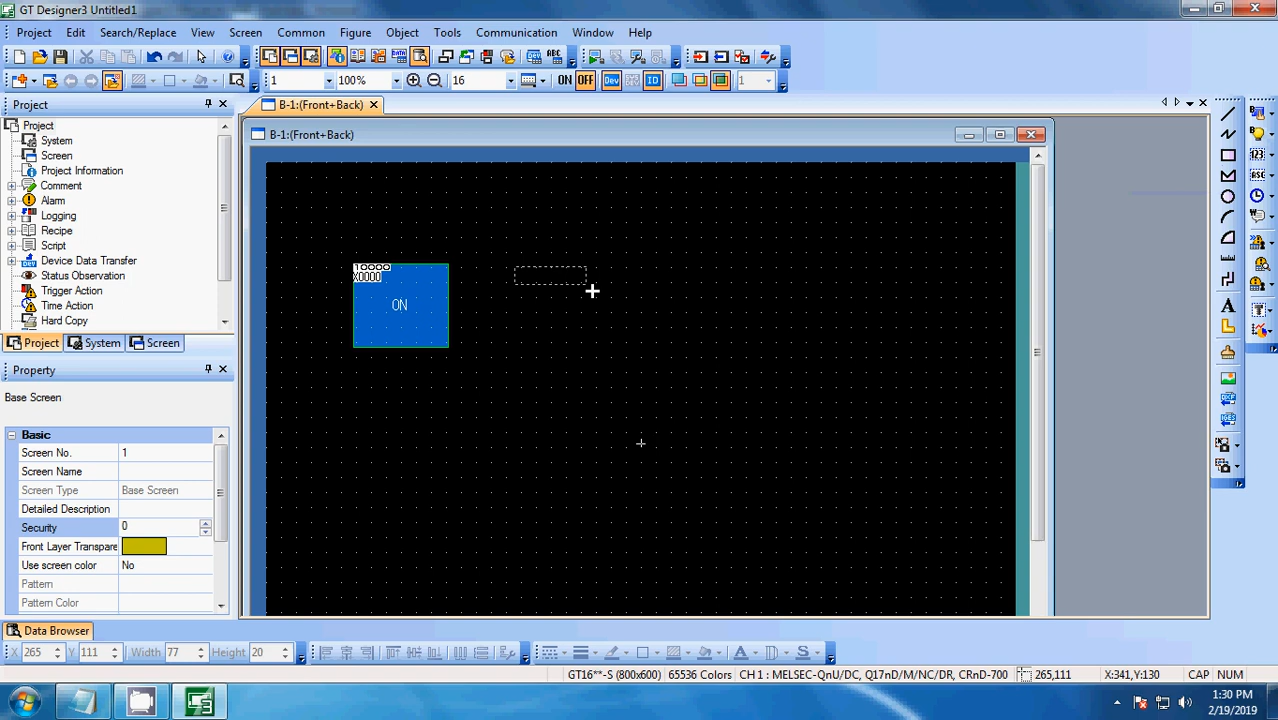 GT Designer3 Untitled1
Project Edit Search/Replace View Screen Common Figure Object Tools Communication Window Help
1 100% 16 ON OFF Dev ID 1
Project
B-1:(Front+Back)
B-1:(Front+Back)
Project
System
Screen
Project Information
Comment
Alarm
Logging
Recipe
Script
Device Data Transfer
Status Observation
Trigger Action
Time Action
Hard Copy
Project System Screen
10000
X0000
ON
Property
Base Screen
Basic
Screen No. 1
Screen Name
Screen Type Base Screen
Detailed Description
Security 0
Front Layer Transpare
Use screen color No
Pattern
Pattern Color
Data Browser
X 265 Y 111 Width 77 Height 20
GT16**-S (800x600) 65536 Colors CH 1 : MELSEC-QnU/DC, Q17nD/M/NC/DR, CRnD-700 265,111 X:341,Y:130 CAP NUM
1:30 PM
2/19/2019